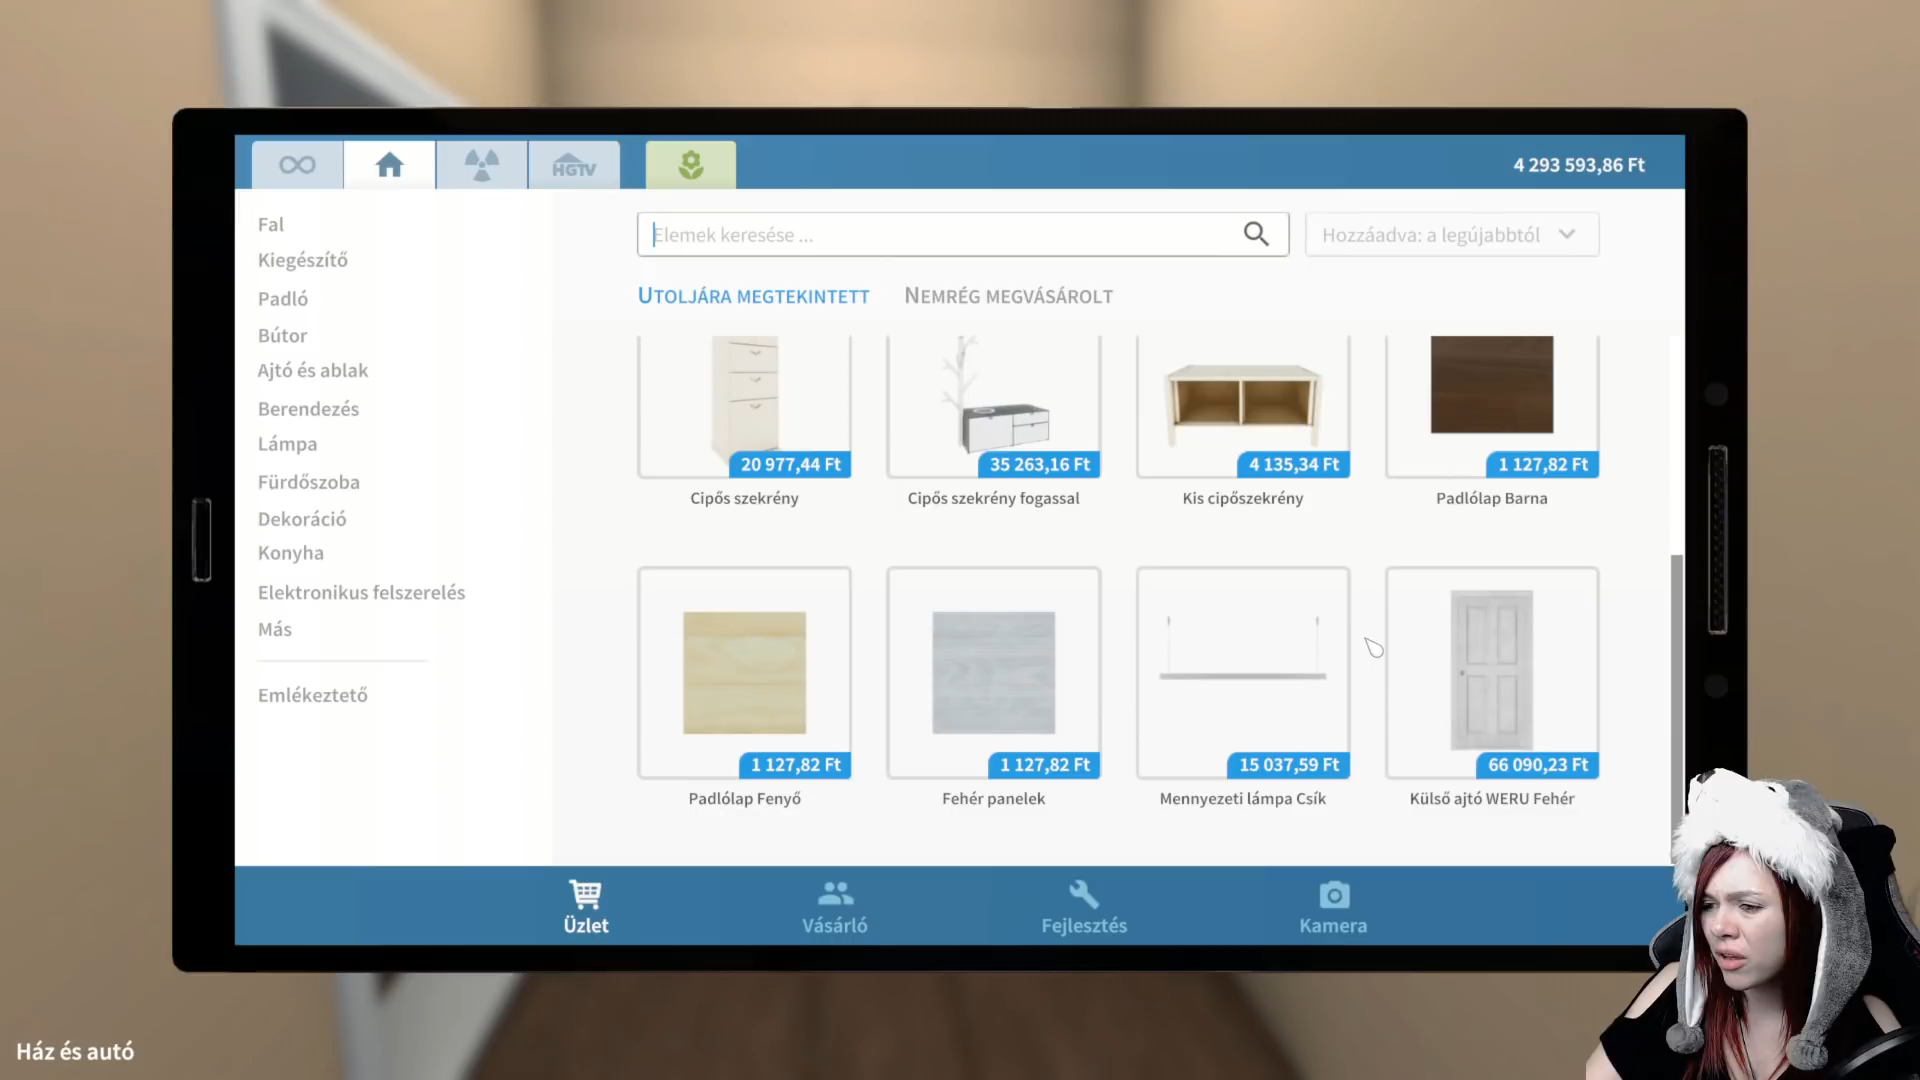 HGTV
4 293 593,86 Ft
Fal
Kiegészítő
Padló
Bútor
Ajtó és ablak
Berendezés
Lámpa
Fürdőszoba
Dekoráció
Konyha
Elektronikus felszerelés
Más
Emlékeztető
Elemek keresése ...
Hozzáadva: a legújabbtól
UTOLJÁRA MEGTEKINTETT
NEMRÉG MEGVÁSÁROLT
20 977,44 Ft
35 263,16 Ft
4 135,34 Ft
1 127,82 Ft
Cipős szekrény
Cipős szekrény fogassal
Kis cipőszekrény
Padlólap Barna
1 127,82 Ft
1 127,82 Ft
15 037,59 Ft
66 090,23 Ft
Padlólap Fenyő
Fehér panelek
Mennyezeti lámpa Csík
Külső ajtó WERU Fehér
Üzlet
Vásárló
Fejlesztés
Kamera
Ház és autó